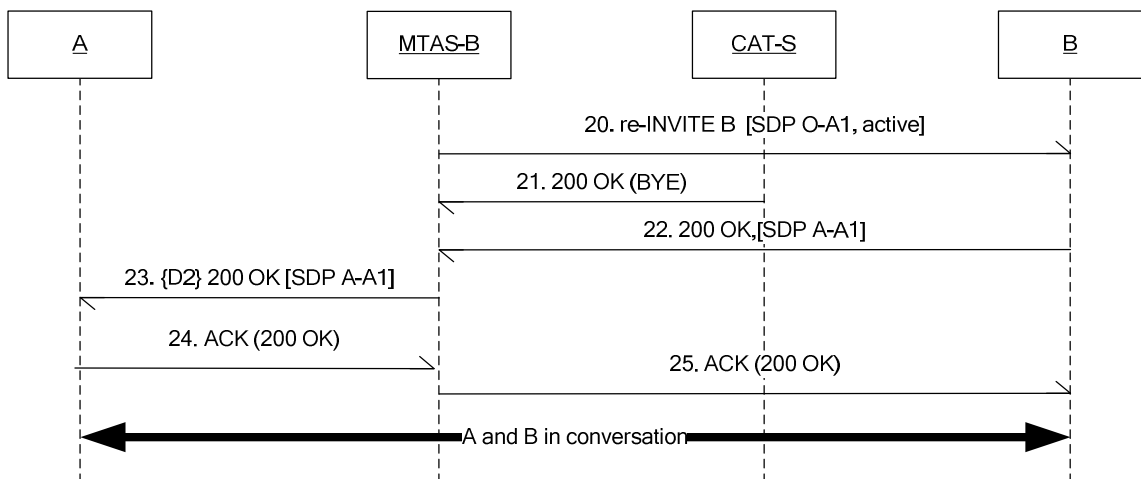 A
MTAS-B
CAT-S
B
20. re-INVITE B [SDP O-A1, active]
21. 200 OK (BYE)
22. 200 OK,[SDP A-A1]
23. {D2} 200 OK [SDP A-A1]
24. ACK (200 OK)
25. ACK (200 OK)
A and B in conversation